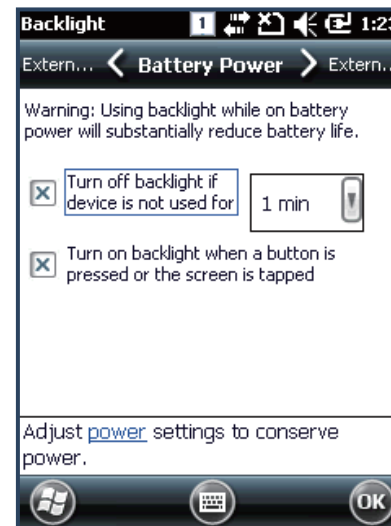 Backlight 1 1:23
Extern... Battery Power Extern..
Warning: Using backlight while on battery
power will substantially reduce battery life.
Turn off backlight if
device is not used for
1 min
Turn on backlight when a button is
pressed or the screen is tapped
Adjust power settings to conserve
power.
OK